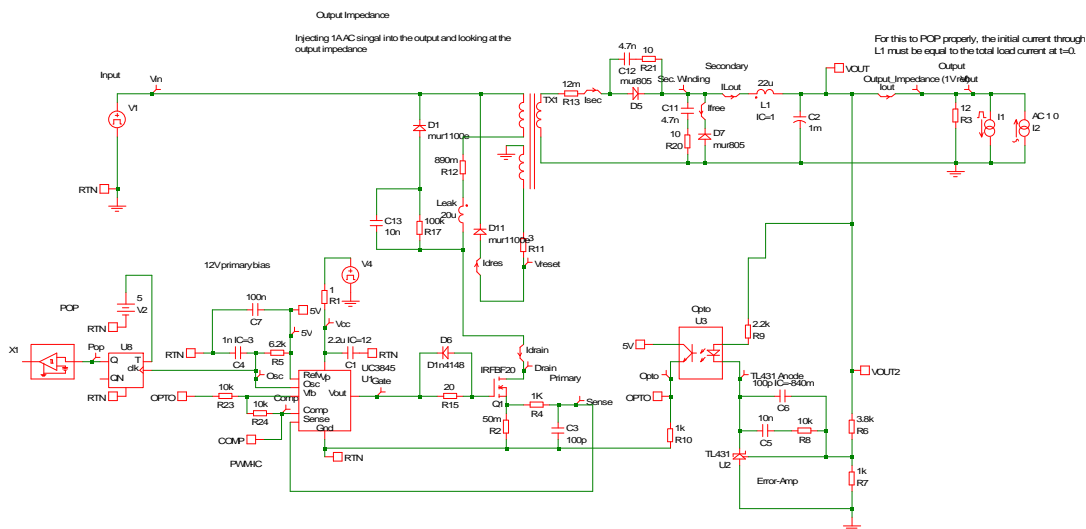 Output Impedance
Injecting 1A AC singal into the output and looking at the
output impedance
For this to POP properly, the initial current through
L1 must be equal to the total load current at t=0.
Input
Vin
V1
RTN
4.7n
C12
10
R21
mur805
D5
12m
R13
Isec
TX1
Sec. Winding
Secondary
ILout
22u
L1
IC=1
VOUT
Output
Output_Impedance (1Vrout
Iout
C11
4.7n
Ifree
10
R20
D7
mur805
C2
1m
12
R3
I1
AC 1 0
I2
D1
mur1100e
890m
R12
Leak
20u
C13
10n
100k
R17
D11
mur1100e
Idres
3
R11
Vreset
12V primary bias
V4
1
R1
Vcc
POP
5
V2
RTN
100n
C7
5V
5V
1n IC=3
C4
6.2k
R5
RTN
2.2u IC=12
C1
RTN
D6
D1n4148
X1
Pop
U8
Q
T
clk
QN
RTN
Osc
UC3845
U1
Ref
Vp
Osc
Vfb
Vout
Comp
Sense
Gnd
Gate
20
R15
IRFBF20
Q1
Idrain
Drain
Primary
OPTO
10k
R23
10k
R24
Comp
COMP
PWM-IC
RTN
50m
R2
1K
R4
Sense
C3
100p
Opto
U3
5V
Opto
OPTO
1k
R10
2.2k
R9
TL431 Anode
100p IC=-840m
C6
10n
C5
10k
R8
TL431
U2
Error-Amp
VOUT2
3.8k
R6
1k
R7